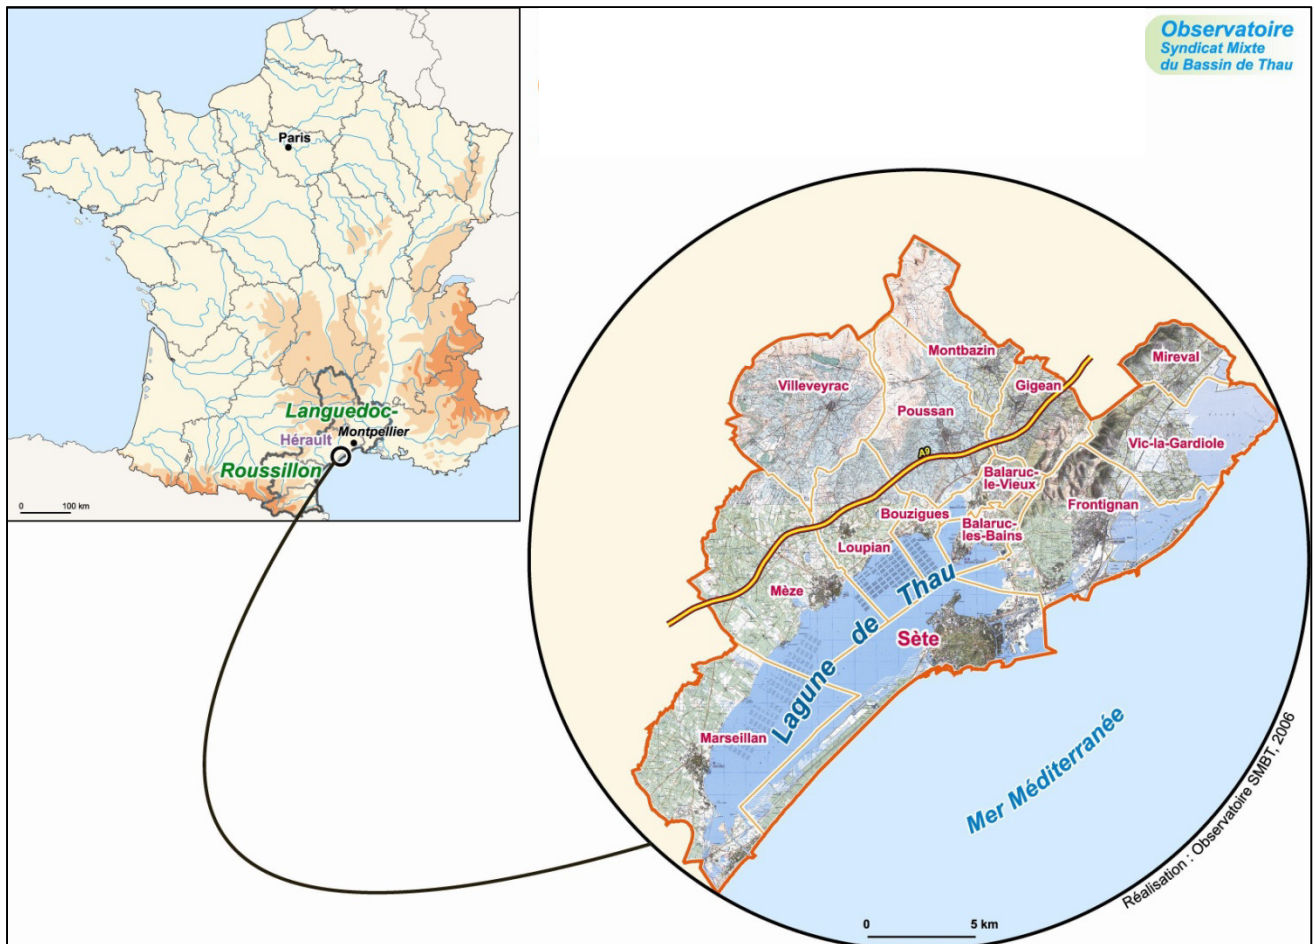 Observatoire
Syndicat Mixte
du Bassin de Thau
Paris
Languedoc-
Hérault
Montpellier
Roussillon
0 100 km
Montbazin
Mireval
Villeveyrac
Gigean
Poussan
Vic-la-Gardiole
A9
Balaruc-
le-Vieux
Frontignan
Bouzigues
Balaruc-
les-Bains
Loupian
Mèze
Sète
Lagune de Thau
Marseillan
Mer Méditerranée
Réalisation : Observatoire SMBT, 2006
0 5 km